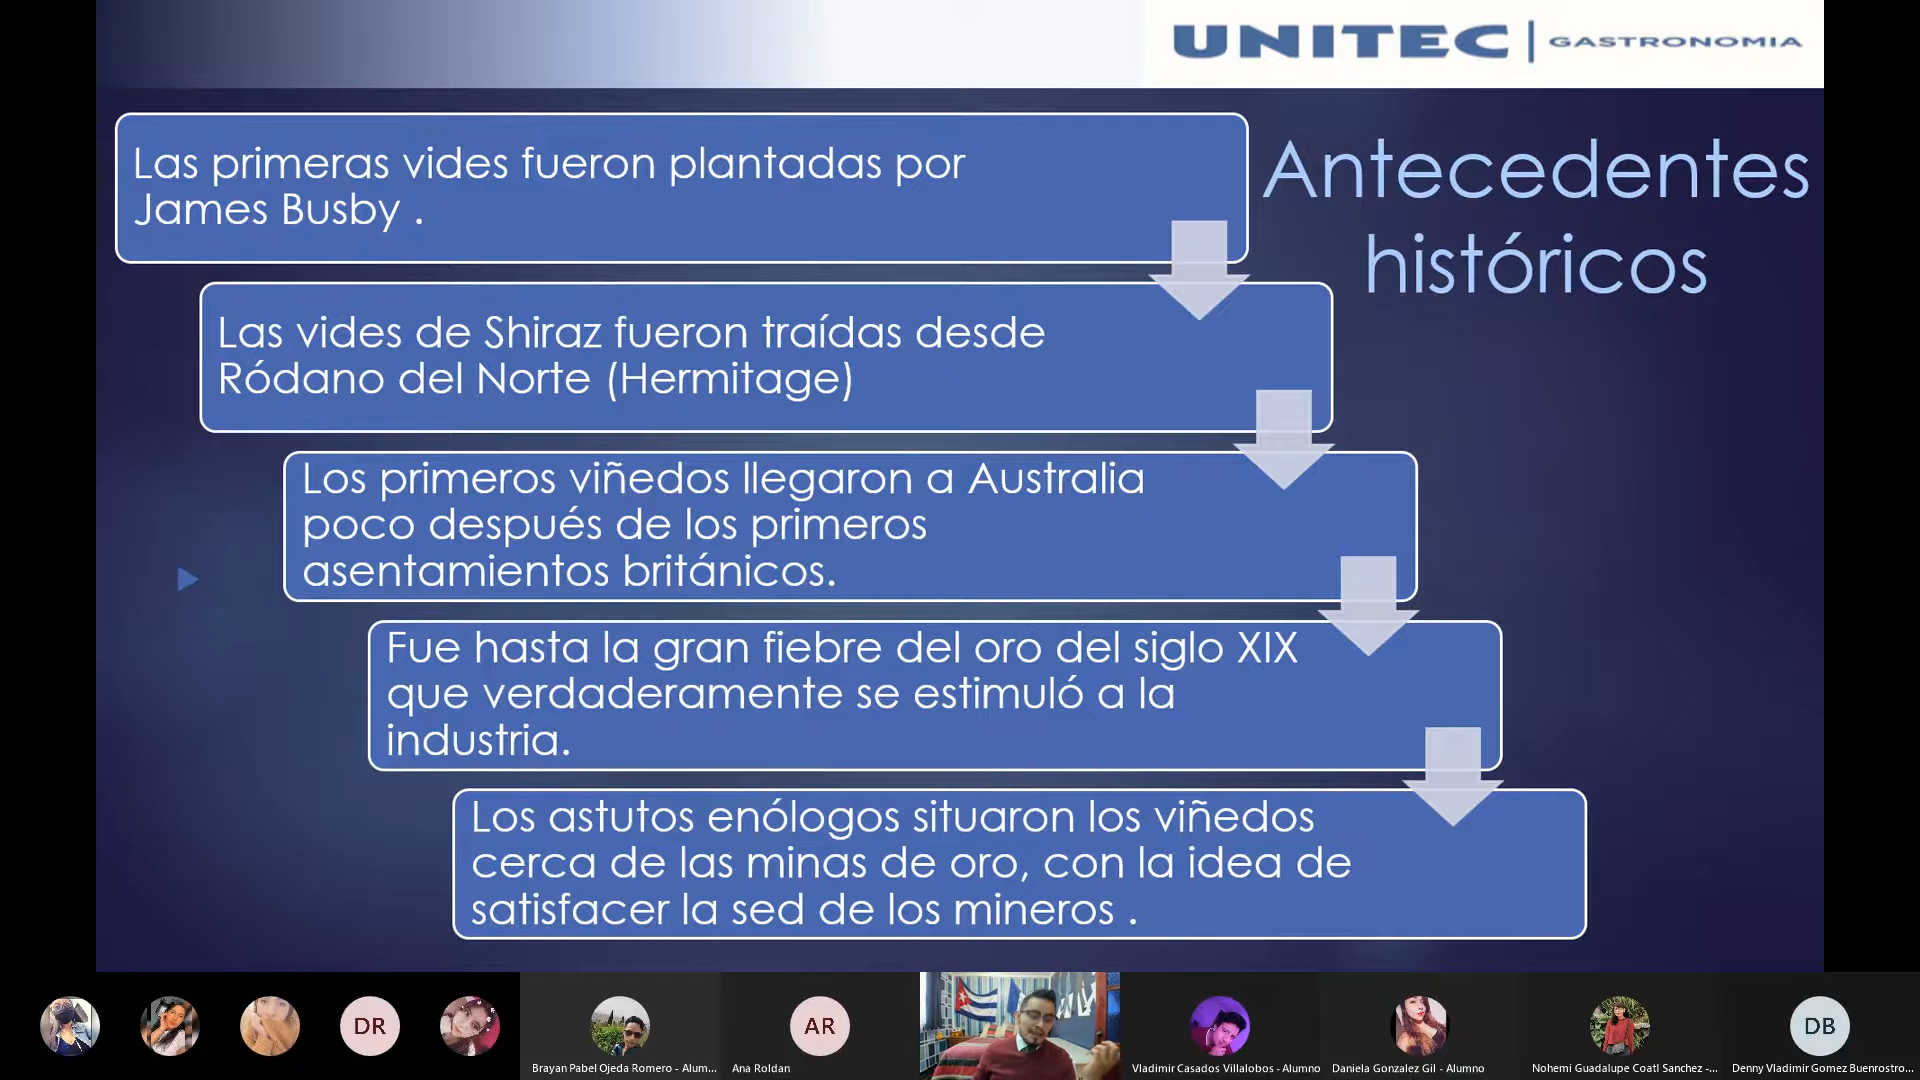 UNITEC | GASTRONOMIA
Antecedentes
históricos
Las primeras vides fueron plantadas por
James Busby .
Las vides de Shiraz fueron traídas desde
Ródano del Norte (Hermitage)
Los primeros viñedos llegaron a Australia
poco después de los primeros
asentamientos británicos.
Fue hasta la gran fiebre del oro del siglo XIX
que verdaderamente se estimuló a la
industria.
Los astutos enólogos situaron los viñedos
cerca de las minas de oro, con la idea de
satisfacer la sed de los mineros .
DR
AR
DB
Brayan Pabel Ojeda Romero - Alum...
Ana Roldan
Vladimir Casados Villalobos - Alumno
Daniela Gonzalez Gil - Alumno
Nohemi Guadalupe Coatl Sanchez -...
Denny Vladimir Gomez Buenrostro...